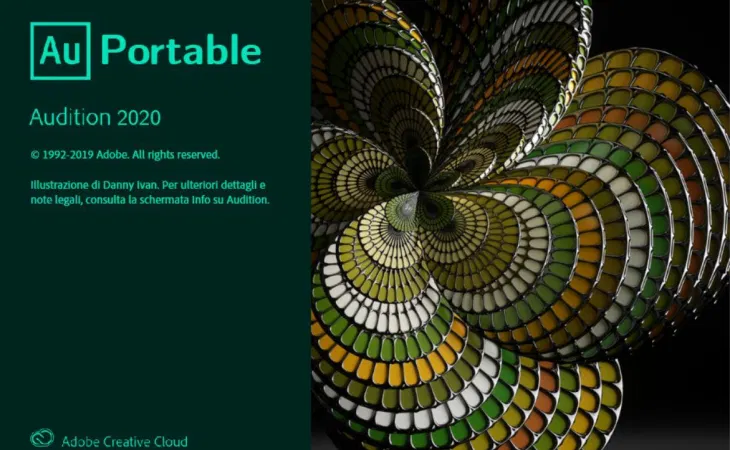 Au Portable
Audition 2020
© 1992-2019 Adobe. All rights reserved.
Illustrazione di Danny Ivan. Per ulteriori dettagli e
note legali, consulta la schermata Info su Audition.
Adobe Creative Cloud